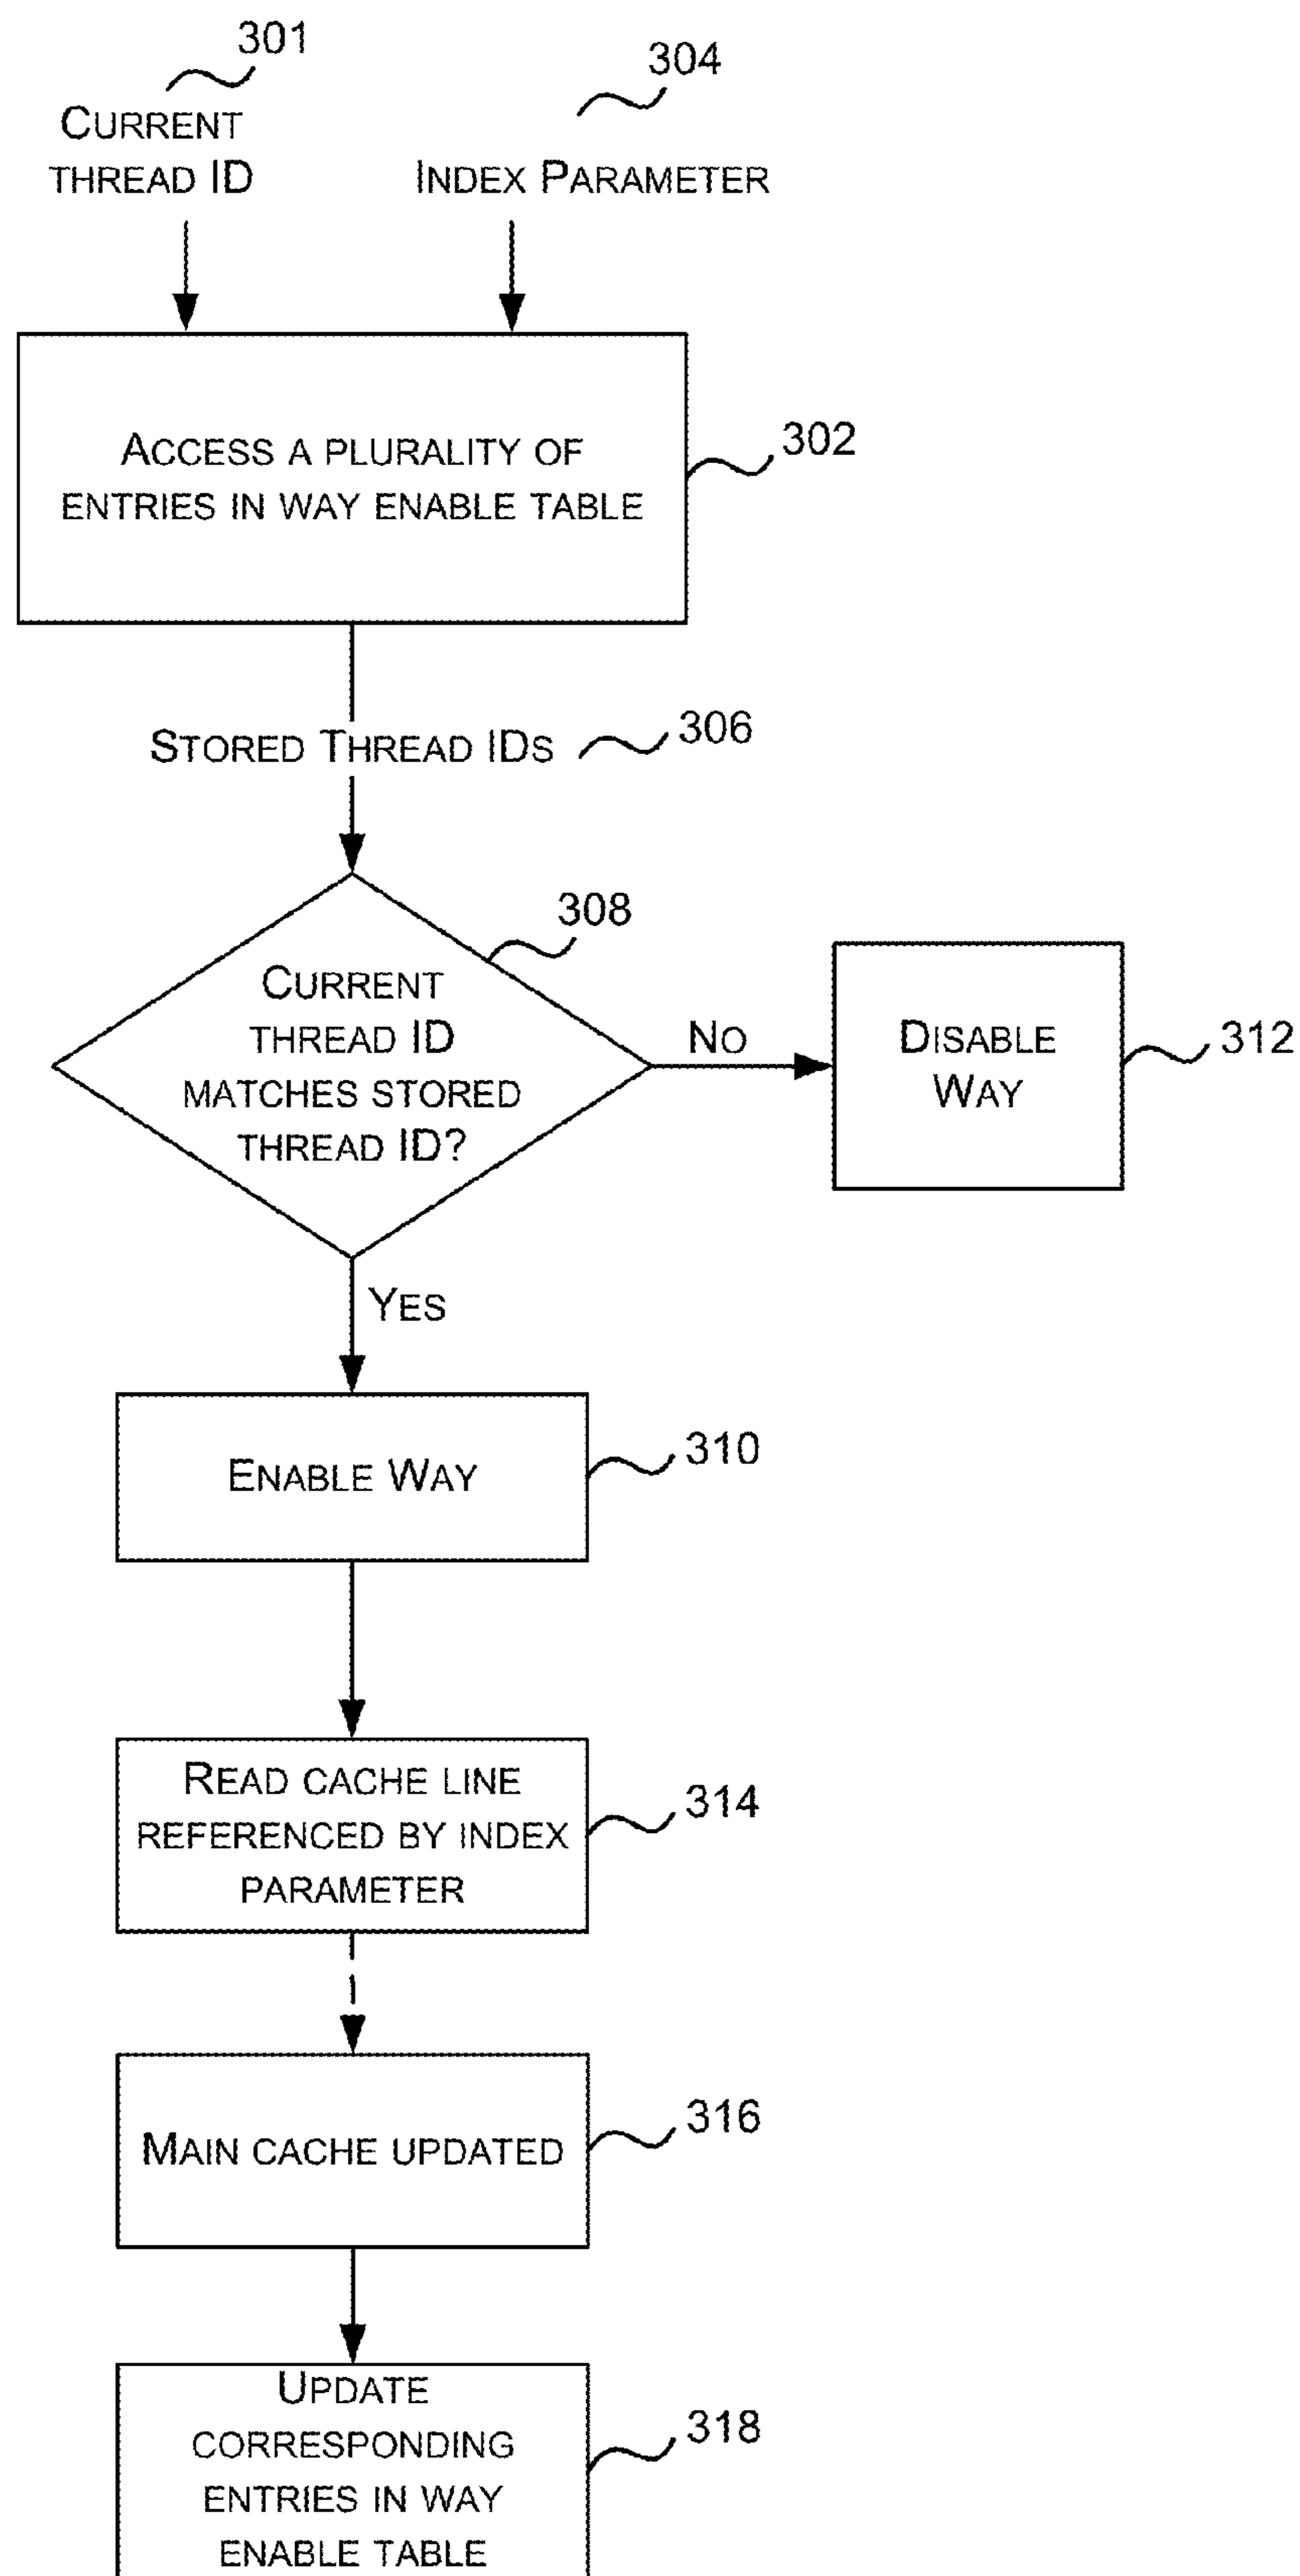 301
304
CURRENT
THREAD ID
INDEX PARAMETER
ACCESS A PLURALITY OF
ENTRIES IN WAY ENABLE TABLE
302
STORED THREAD IDS
306
308
CURRENT
THREAD ID
MATCHES STORED
THREAD ID?
NO
DISABLE
WAY
312
YES
ENABLE WAY
310
READ CACHE LINE
REFERENCED BY INDEX
PARAMETER
314
MAIN CACHE UPDATED
316
UPDATE
CORRESPONDING
ENTRIES IN WAY
ENABLE TABLE
318